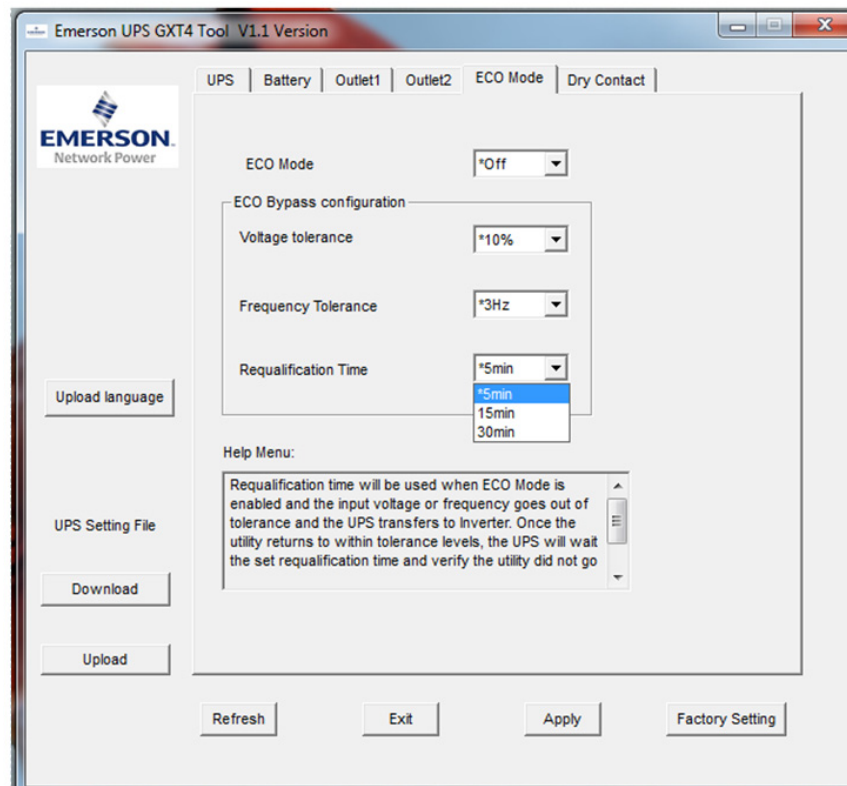 Emerson UPS GXT4 Tool V1.1 Version
UPS
Battery
Outlet1
Outlet2
ECO Mode
Dry Contact
EMERSON.
Network Power
ECO Mode
*Off
ECO Bypass configuration
Voltage tolerance
*10%
Frequency Tolerance
*3Hz
Requalification Time
*5min
*5min
15min
30min
Upload language
Help Menu:
Requalification time will be used when ECO Mode is
enabled and the input voltage or frequency goes out of
tolerance and the UPS transfers to Inverter. Once the
utility returns to within tolerance levels, the UPS will wait
the set requalification time and verify the utility did not go
UPS Setting File
Download
Upload
Refresh
Exit
Apply
Factory Setting